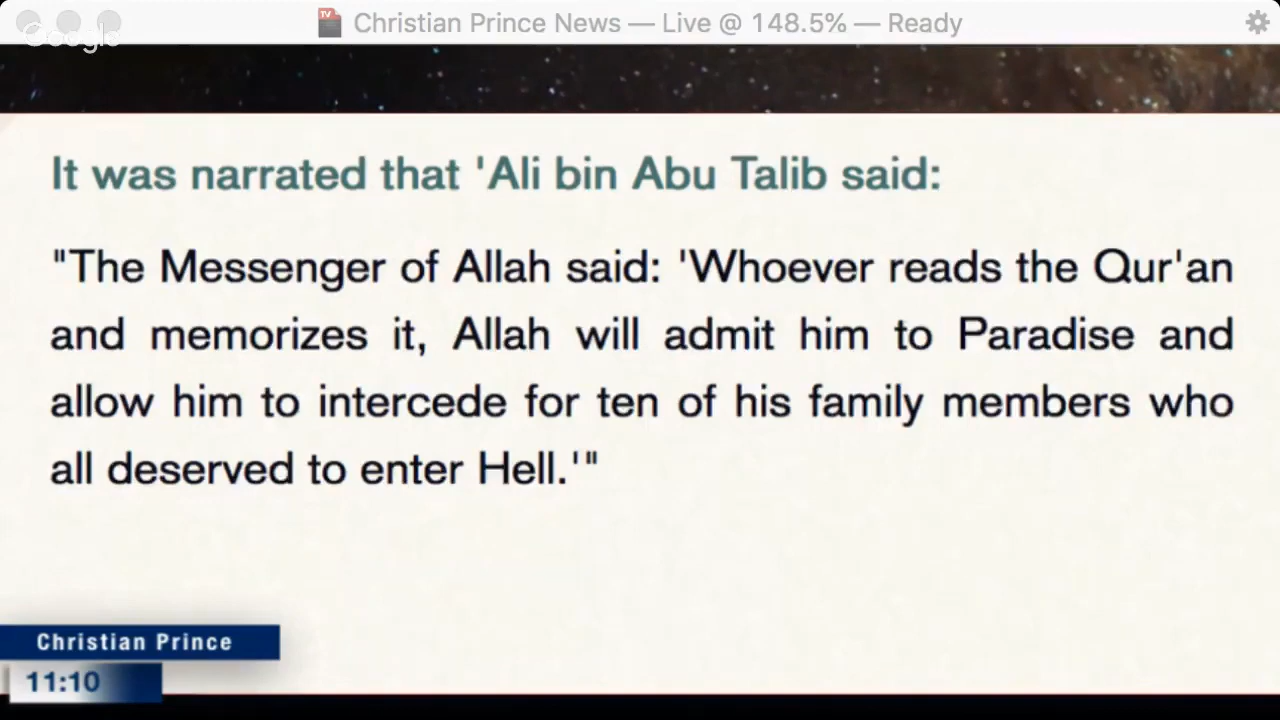 TV Christian Prince News — Live @ 148.5% — Ready
Google
It was narrated that 'Ali bin Abu Talib said:
"The Messenger of Allah said: 'Whoever reads the Qur'an
and memorizes it, Allah will admit him to Paradise and
allow him to intercede for ten of his family members who
all deserved to enter Hell.'"
Christian Prince
11:10